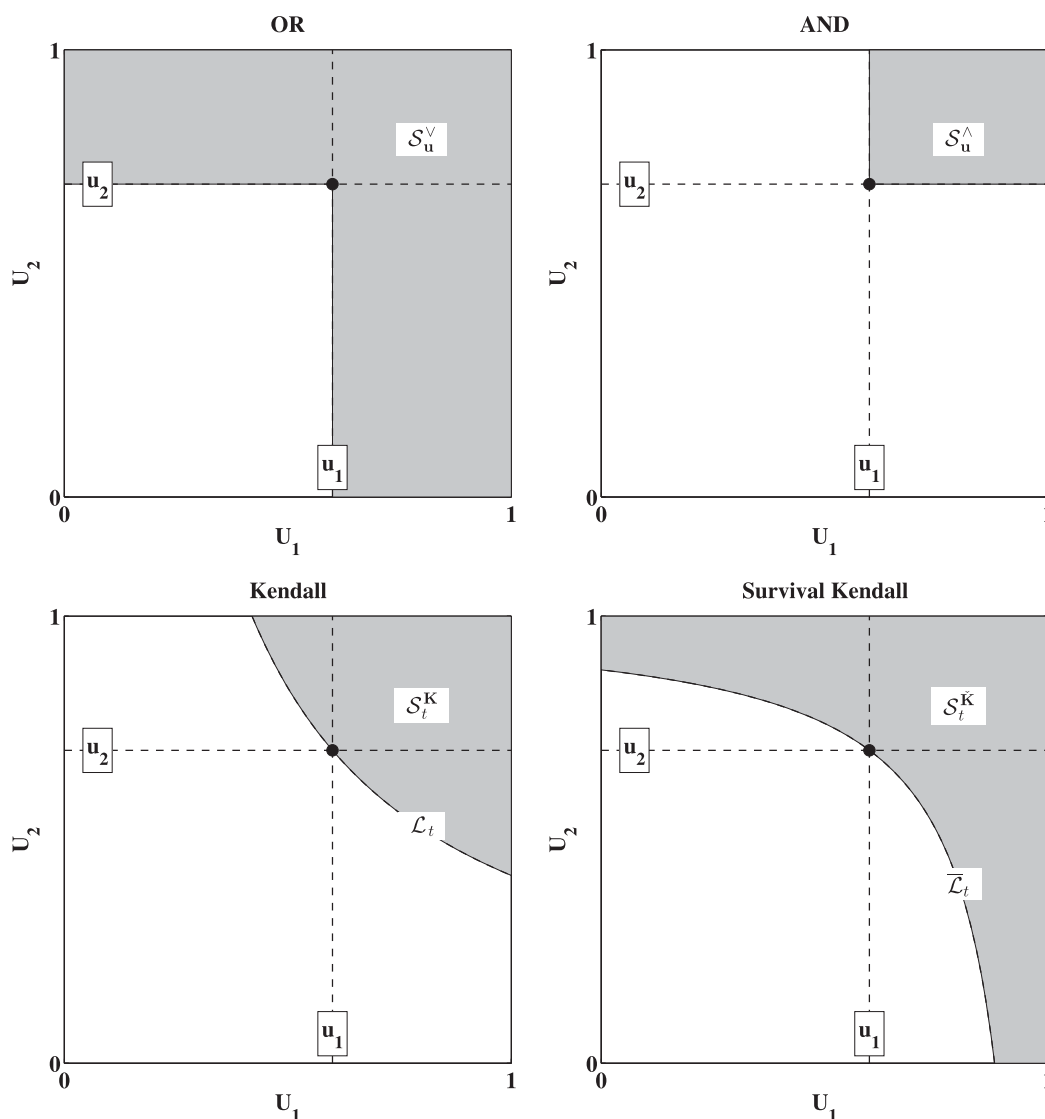 OR
1
S_u^∨
u_2
U_2
u_1
0
0
1
U_1
AND
1
S_u^∧
u_2
U_2
u_1
0
0
1
U_1
Kendall
1
S_t^K
u_2
U_2
L_t
u_1
0
0
1
U_1
Survival Kendall
1
S_t^Ǩ
u_2
U_2
L̅_t
u_1
0
0
1
U_1